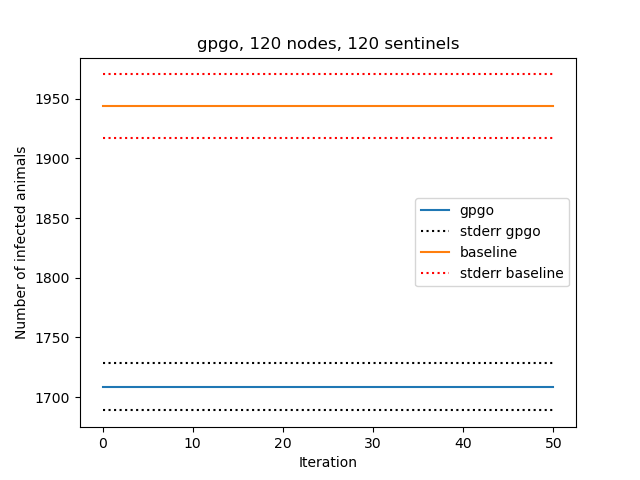 gpgo, 120 nodes, 120 sentinels
Number of infected animals
1950
1900
1850
1800
1750
1700
gpgo
stderr gpgo
baseline
stderr baseline
0 10 20 30 40 50
Iteration